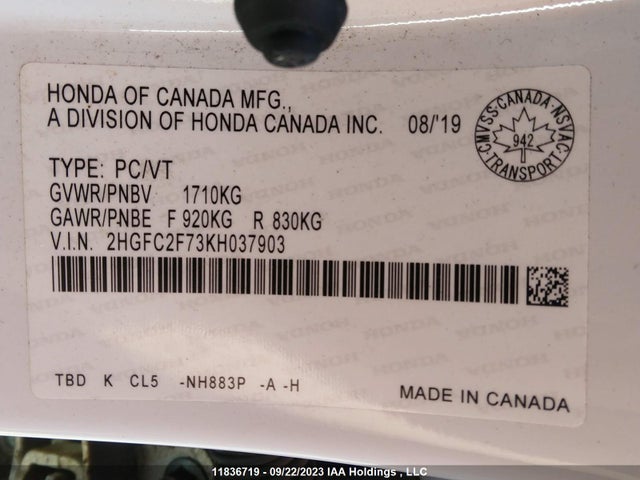 HONDA OF CANADA MFG.,
A DIVISION OF HONDA CANADA INC. 08/'19
CMVSS·CANADA·NSVAC
942
TRANSPORT
TYPE: PC/VT
GVWR/PNBV 1710KG
GAWR/PNBE F 920KG R 830KG
V.I.N. 2HGFC2F73KH037903
TBD K CL5 -NH883P -A -H
MADE IN CANADA
11836719 - 09/22/2023 IAA Holdings , LLC